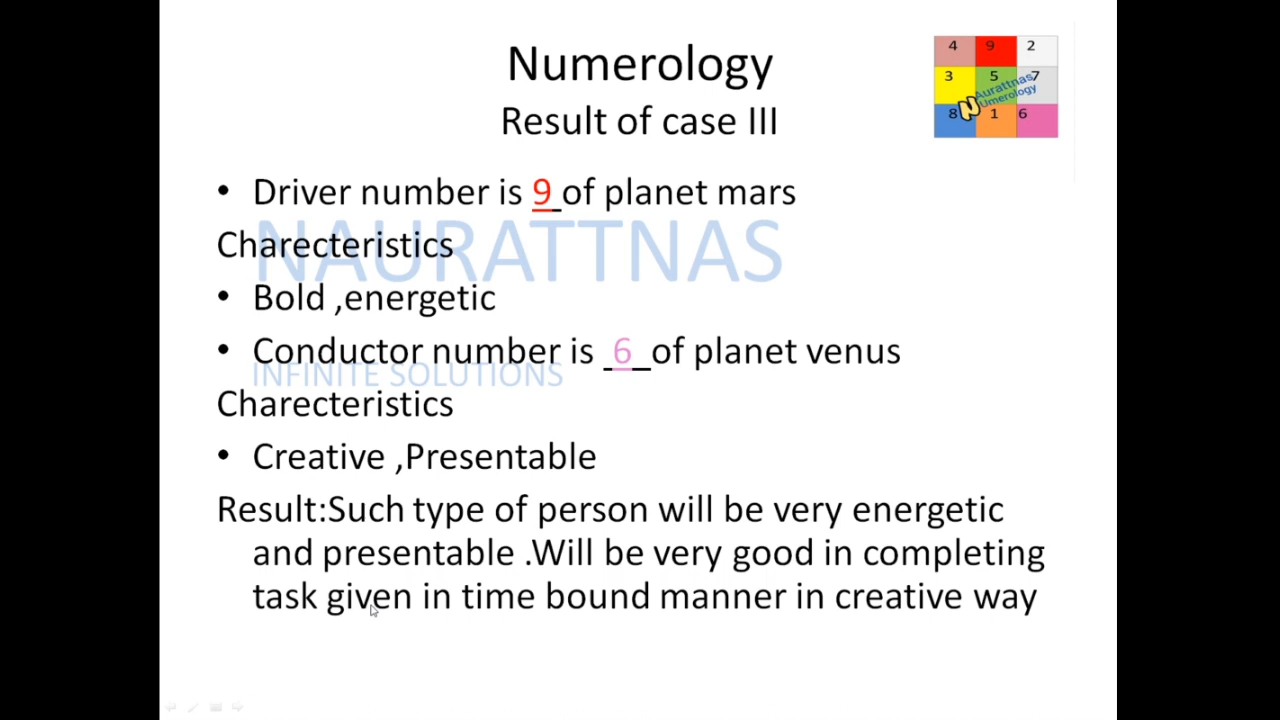 Numerology
Result of case III
4 9 2
3 5 7
Naurattnas
Numerology
8 1 6
• Driver number is 9 of planet mars
NAURATTNAS
Charecteristics
• Bold ,energetic
• Conductor number is 6 of planet venus
INFINITE SOLUTIONS
Charecteristics
• Creative ,Presentable
Result:Such type of person will be very energetic
and presentable .Will be very good in completing
task given in time bound manner in creative way